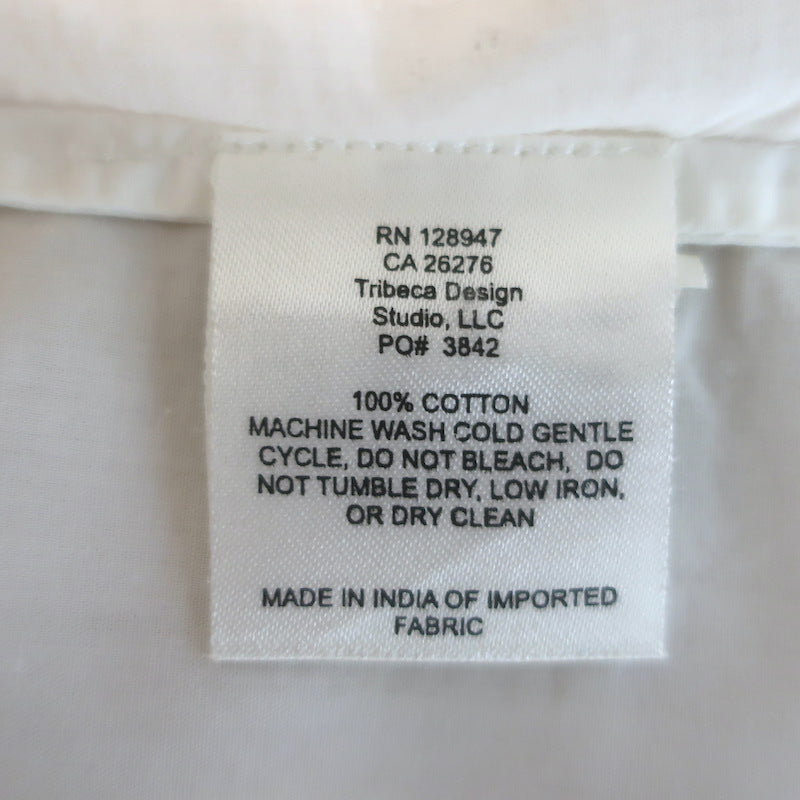 RN 128947
CA 26276
Tribeca Design
Studio, LLC
PO# 3842
100% COTTON
MACHINE WASH COLD GENTLE
CYCLE, DO NOT BLEACH, DO
NOT TUMBLE DRY, LOW IRON,
OR DRY CLEAN
MADE IN INDIA OF IMPORTED
FABRIC